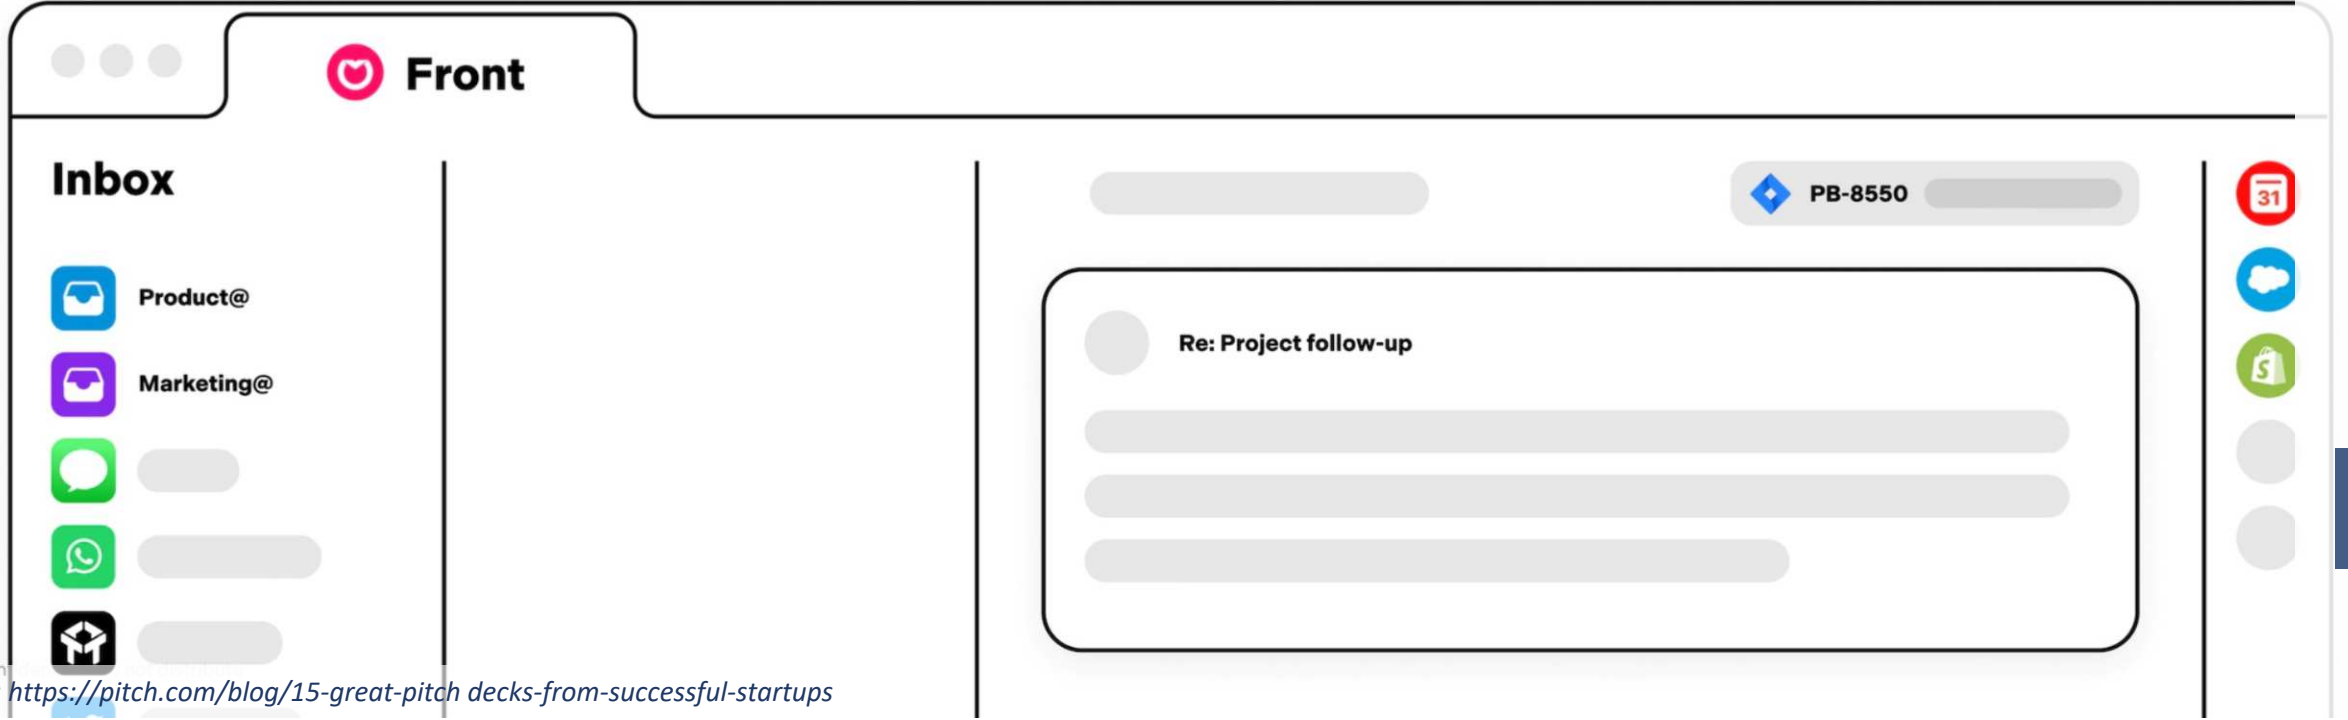 Front
Inbox
PB-8550
31
Product@
Re: Project follow-up
Marketing@
https://pitch.com/blog/15-great-pitch decks-from-successful-startups